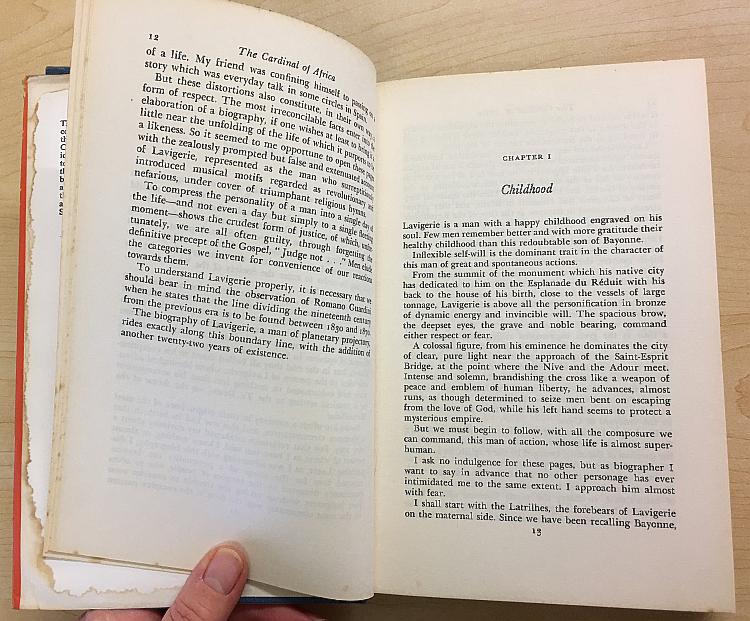 12
The Cardinal of Africa
of a life. My friend was confining himself to passing on a
story which was everyday talk in some circles in Spain.
But these distortions also constitute, in their own way, a
form of respect. The most irreconcilable facts enter into the
elaboration of a biography, if one wishes at least to bring it a
little near the unfolding of the life of which it purports to be
a likeness. So it seemed to me opportune to open these pages
with the zealously prompted but false and extenuated account
of Lavigerie, represented as the man who surreptitiously
introduced musical motifs regarded as revolutionary and
nefarious, under cover of triumphant religious hymns.
To compress the personality of a man into a single day of
the life—and not even a day but simply to a single fleeting
moment—shows the crudest form of justice, of which, unfor-
tunately, we are all often guilty, through forgetting the
definitive precept of the Gospel, "Judge not . . ." Men elude
the categories we invent for convenience of our reactions
towards them.
To understand Lavigerie properly, it is necessary that we
should bear in mind the observation of Romano Guardini
when he states that the line dividing the nineteenth century
from the previous era is to be found between 1830 and 1870.
The biography of Lavigerie, a man of planetary projection,
rides exactly along this boundary line, with the addition of
another twenty-two years of existence.
CHAPTER I
Childhood
Lavigerie is a man with a happy childhood engraved on his
soul. Few men remember better and with more gratitude their
healthy childhood than this redoubtable son of Bayonne.
Inflexible self-will is the dominant trait in the character of
this man of great and spontaneous actions.
From the summit of the monument which his native city
has dedicated to him on the Esplanade du Réduit with his
back to the house of his birth, close to the vessels of large
tonnage, Lavigerie is above all the personification in bronze
of dynamic energy and invincible will. The spacious brow,
the deepset eyes, the grave and noble bearing, command
either respect or fear.
A colossal figure, from his eminence he dominates the city
of clear, pure light near the approach of the Saint-Esprit
Bridge, at the point where the Nive and the Adour meet.
Intense and solemn, brandishing the cross like a weapon of
peace and emblem of human liberty, he advances, almost
runs, as though determined to seize men bent on escaping
from the love of God, while his left hand seems to protect a
mysterious empire.
But we must begin to follow, with all the composure we
can command, this man of action, whose life is almost super-
human.
I ask no indulgence for these pages, but as biographer I
want to say in advance that no other personage has ever
intimidated me to the same extent. I approach him almost
with fear.
I shall start with the Latrilhes, the forebears of Lavigerie
on the maternal side. Since we have been recalling Bayonne,
13